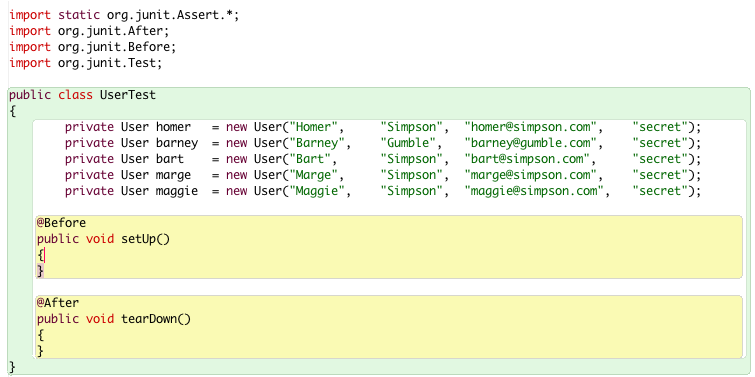 import static org.junit.Assert.*;
import org.junit.After;
import org.junit.Before;
import org.junit.Test;
public class UserTest
{
private User homer = new User("Homer", "Simpson", "homer@simpson.com", "secret");
private User barney = new User("Barney", "Gumble", "barney@gumble.com", "secret");
private User bart = new User("Bart", "Simpson", "bart@simpson.com", "secret");
private User marge = new User("Marge", "Simpson", "marge@simpson.com", "secret");
private User maggie = new User("Maggie", "Simpson", "maggie@simpson.com", "secret");
@Before
public void setUp()
{
}
@After
public void tearDown()
{
}
}